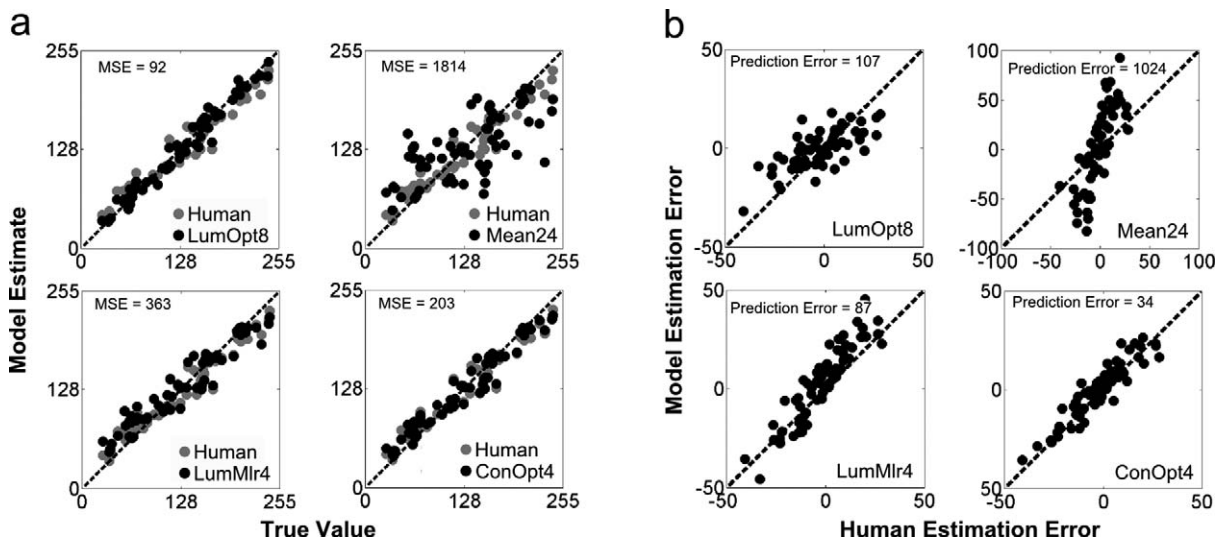 a
255
128
0
0
128
255
MSE = 92
Human
LumOpt8
255
128
0
0
128
255
MSE = 1814
Human
Mean24
255
128
0
0
128
255
MSE = 363
Human
LumMlr4
255
128
0
0
128
255
MSE = 203
Human
ConOpt4
Model Estimate
True Value
b
50
0
-50
-50
0
50
Prediction Error = 107
LumOpt8
100
50
0
-50
-100
-100
-50
0
50
100
Prediction Error = 1024
Mean24
50
0
-50
-50
0
50
Prediction Error = 87
LumMlr4
50
0
-50
-50
0
50
Prediction Error = 34
ConOpt4
Model Estimation Error
Human Estimation Error